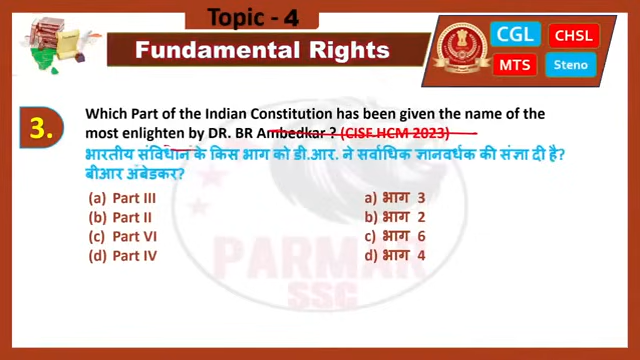 Topic - 4
Fundamental Rights
CGL
CHSL
MTS
Steno
3.
Which Part of the Indian Constitution has been given the name of the
most enlighten by DR. BR Ambedkar ? (CISF HCM 2023)
भारतीय संविधान के किस भाग को डी.आर. ने सर्वाधिक ज्ञानवर्धक की संज्ञा दी है?
बीआर अंबेडकर?
(a) Part III
a) भाग 3
(b) Part II
b) भाग 2
(c) Part VI
c) भाग 6
(d) Part IV
d) भाग 4
PARMAR
SSC